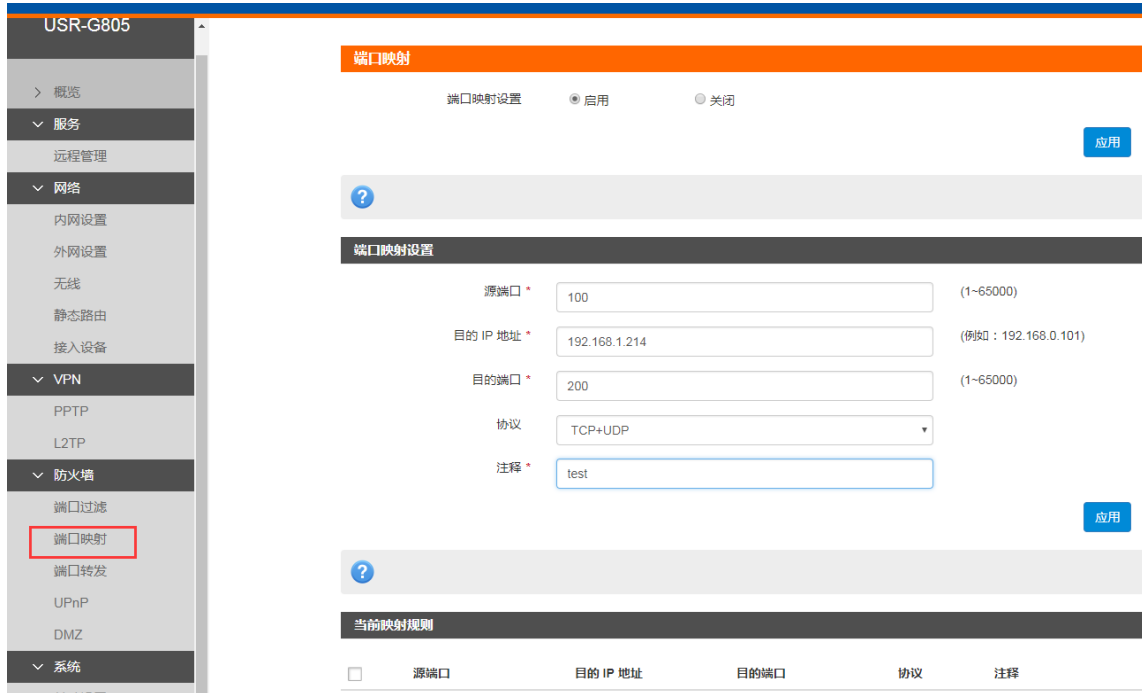 USR-G805
概览
服务
远程管理
网络
内网设置
外网设置
无线
静态路由
接入设备
VPN
PPTP
L2TP
防火墙
端口过滤
端口映射
端口转发
UPnP
DMZ
系统
端口映射
端口映射设置 启用 关闭
应用
?
端口映射设置
源端口 * 100 (1~65000)
目的 IP 地址 * 192.168.1.214 (例如：192.168.0.101)
目的端口 * 200 (1~65000)
协议 TCP+UDP
注释 * test
应用
?
当前映射规则
源端口 目的 IP 地址 目的端口 协议 注释